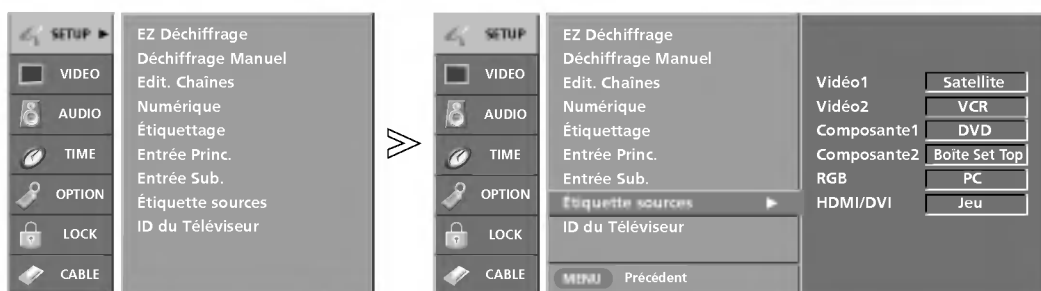 SETUP
VIDEO
AUDIO
TIME
OPTION
LOCK
CABLE
EZ Déchiffrage
Déchiffrage Manuel
Edit. Chaînes
Numérique
Étiquettage
Entrée Princ.
Entrée Sub.
Étiquette sources
ID du Téléviseur
SETUP
VIDEO
AUDIO
TIME
OPTION
LOCK
CABLE
EZ Déchiffrage
Déchiffrage Manuel
Edit. Chaînes
Numérique
Étiquettage
Entrée Princ.
Entrée Sub.
Étiquette sources
ID du Téléviseur
MENU Précédent
Vidéo1 Satellite
Vidéo2 VCR
Composante1 DVD
Composante2 Boïte Set Top
RGB PC
HDMI/DVI Jeu